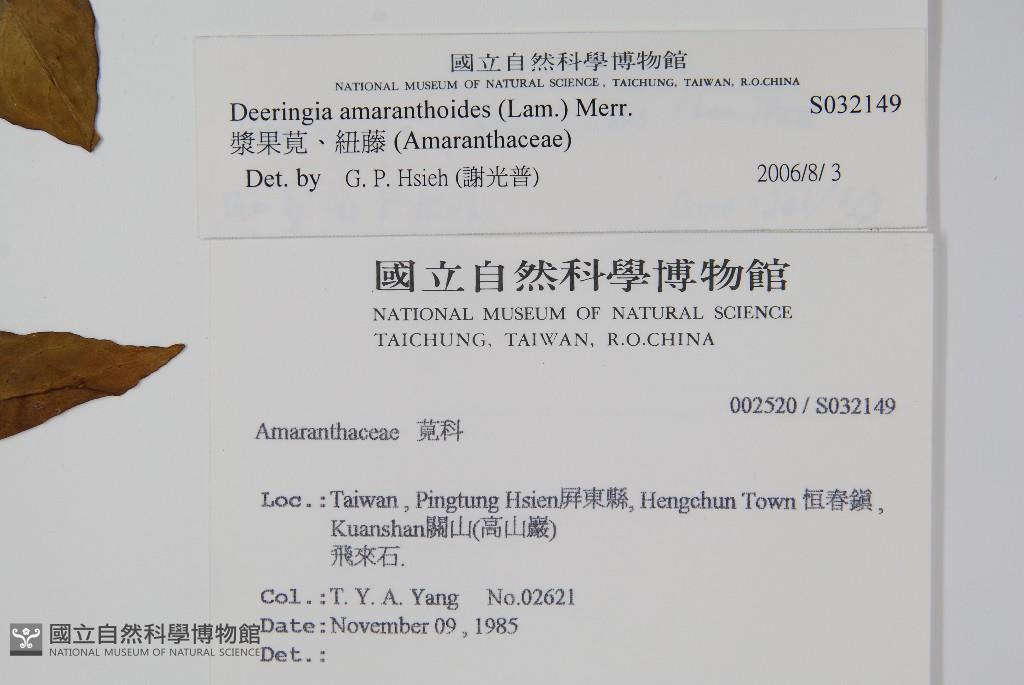 國立自然科學博物館
NATIONAL MUSEUM OF NATURAL SCIENCE, TAICHUNG, TAIWAN, R.O.CHINA
Deeringia amaranthoides (Lam.) Merr. S032149
漿果莧、紐藤 (Amaranthaceae)
Det. by G. P. Hsieh (謝光普) 2006/8/ 3
國立自然科學博物館
NATIONAL MUSEUM OF NATURAL SCIENCE
TAICHUNG, TAIWAN, R.O.CHINA
002520 / S032149
Amaranthaceae 莧科
Loc.: Taiwan , Pingtung Hsien屏東縣, Hengchun Town 恒春鎮 ,
Kuanshan關山(高山巖)
飛來石.
Col.: T. Y. A. Yang No.02621
Date: November 09 , 1985
Det.:
國立自然科學博物館
NATIONAL MUSEUM OF NATURAL SCIENCE